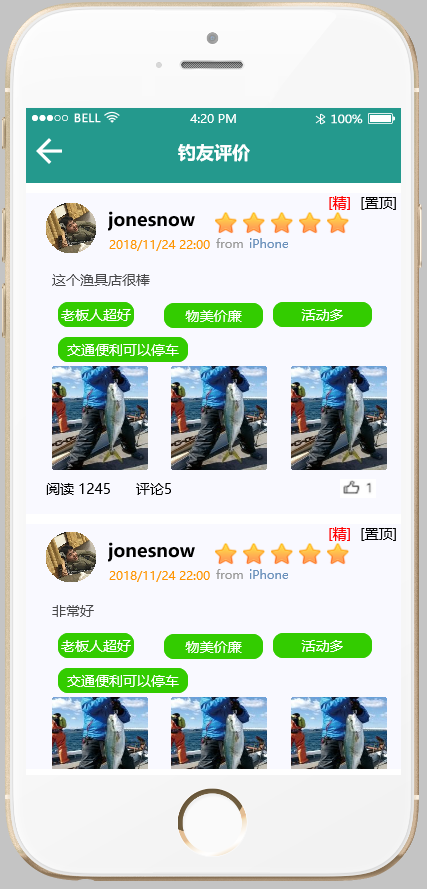 BELL 4:20 PM 100%
钓友评价
[精] [置顶]
jonesnow
2018/11/24 22:00 from iPhone
这个渔具店很棒
老板人超好 物美价廉 活动多
交通便利可以停车
阅读 1245 评论5 1
[精] [置顶]
jonesnow
2018/11/24 22:00 from iPhone
非常好
老板人超好 物美价廉 活动多
交通便利可以停车